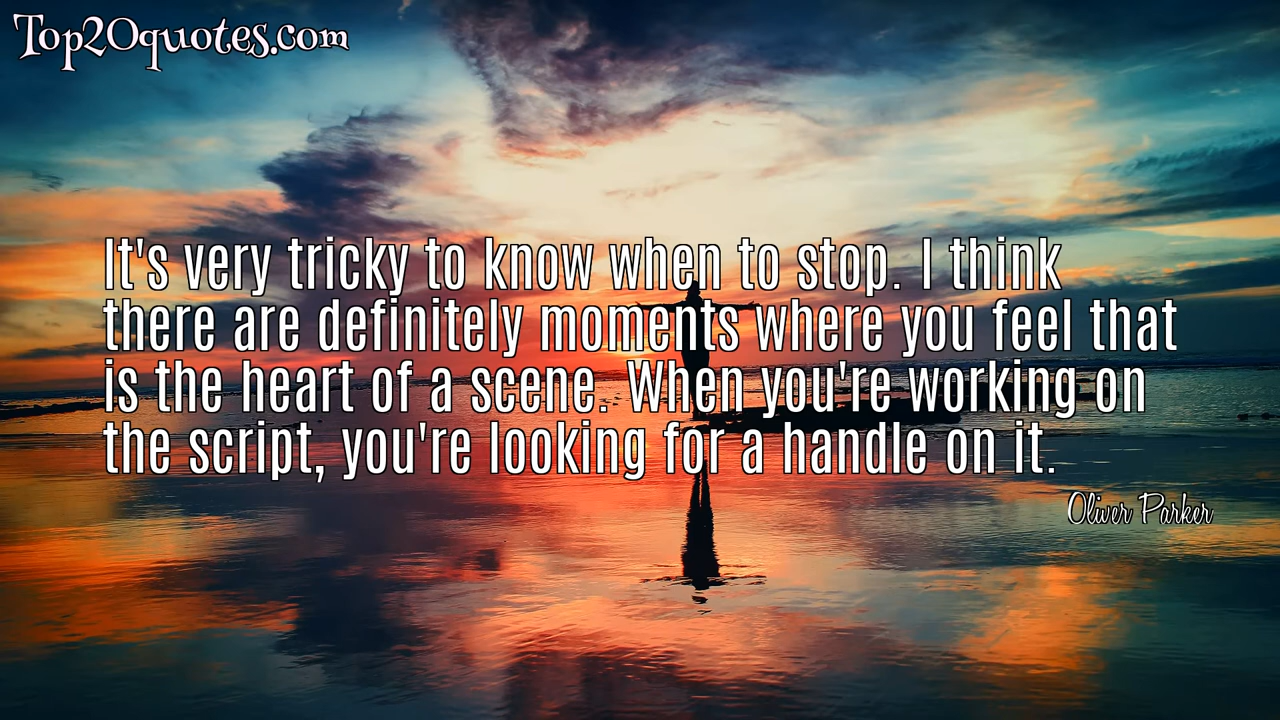 Top20quotes.com
It's very tricky to know when to stop. I think
there are definitely moments where you feel that
is the heart of a scene. When you're working on
the script, you're looking for a handle on it.
Oliver Parker